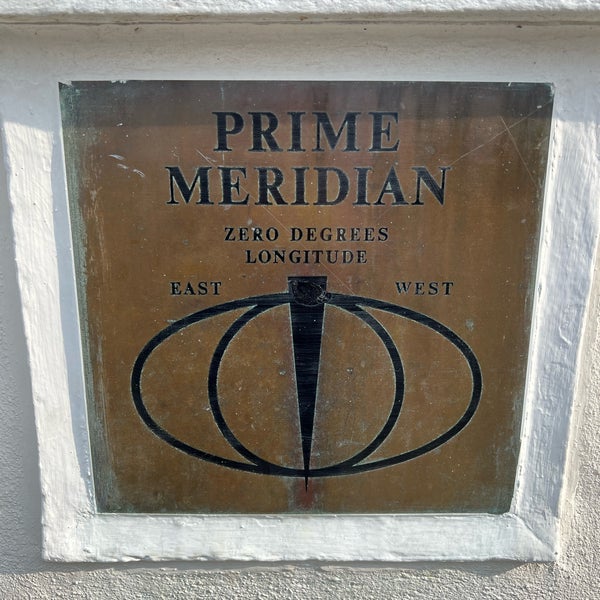 PRIME
MERIDIAN
ZERO DEGREES
LONGITUDE
EAST WEST